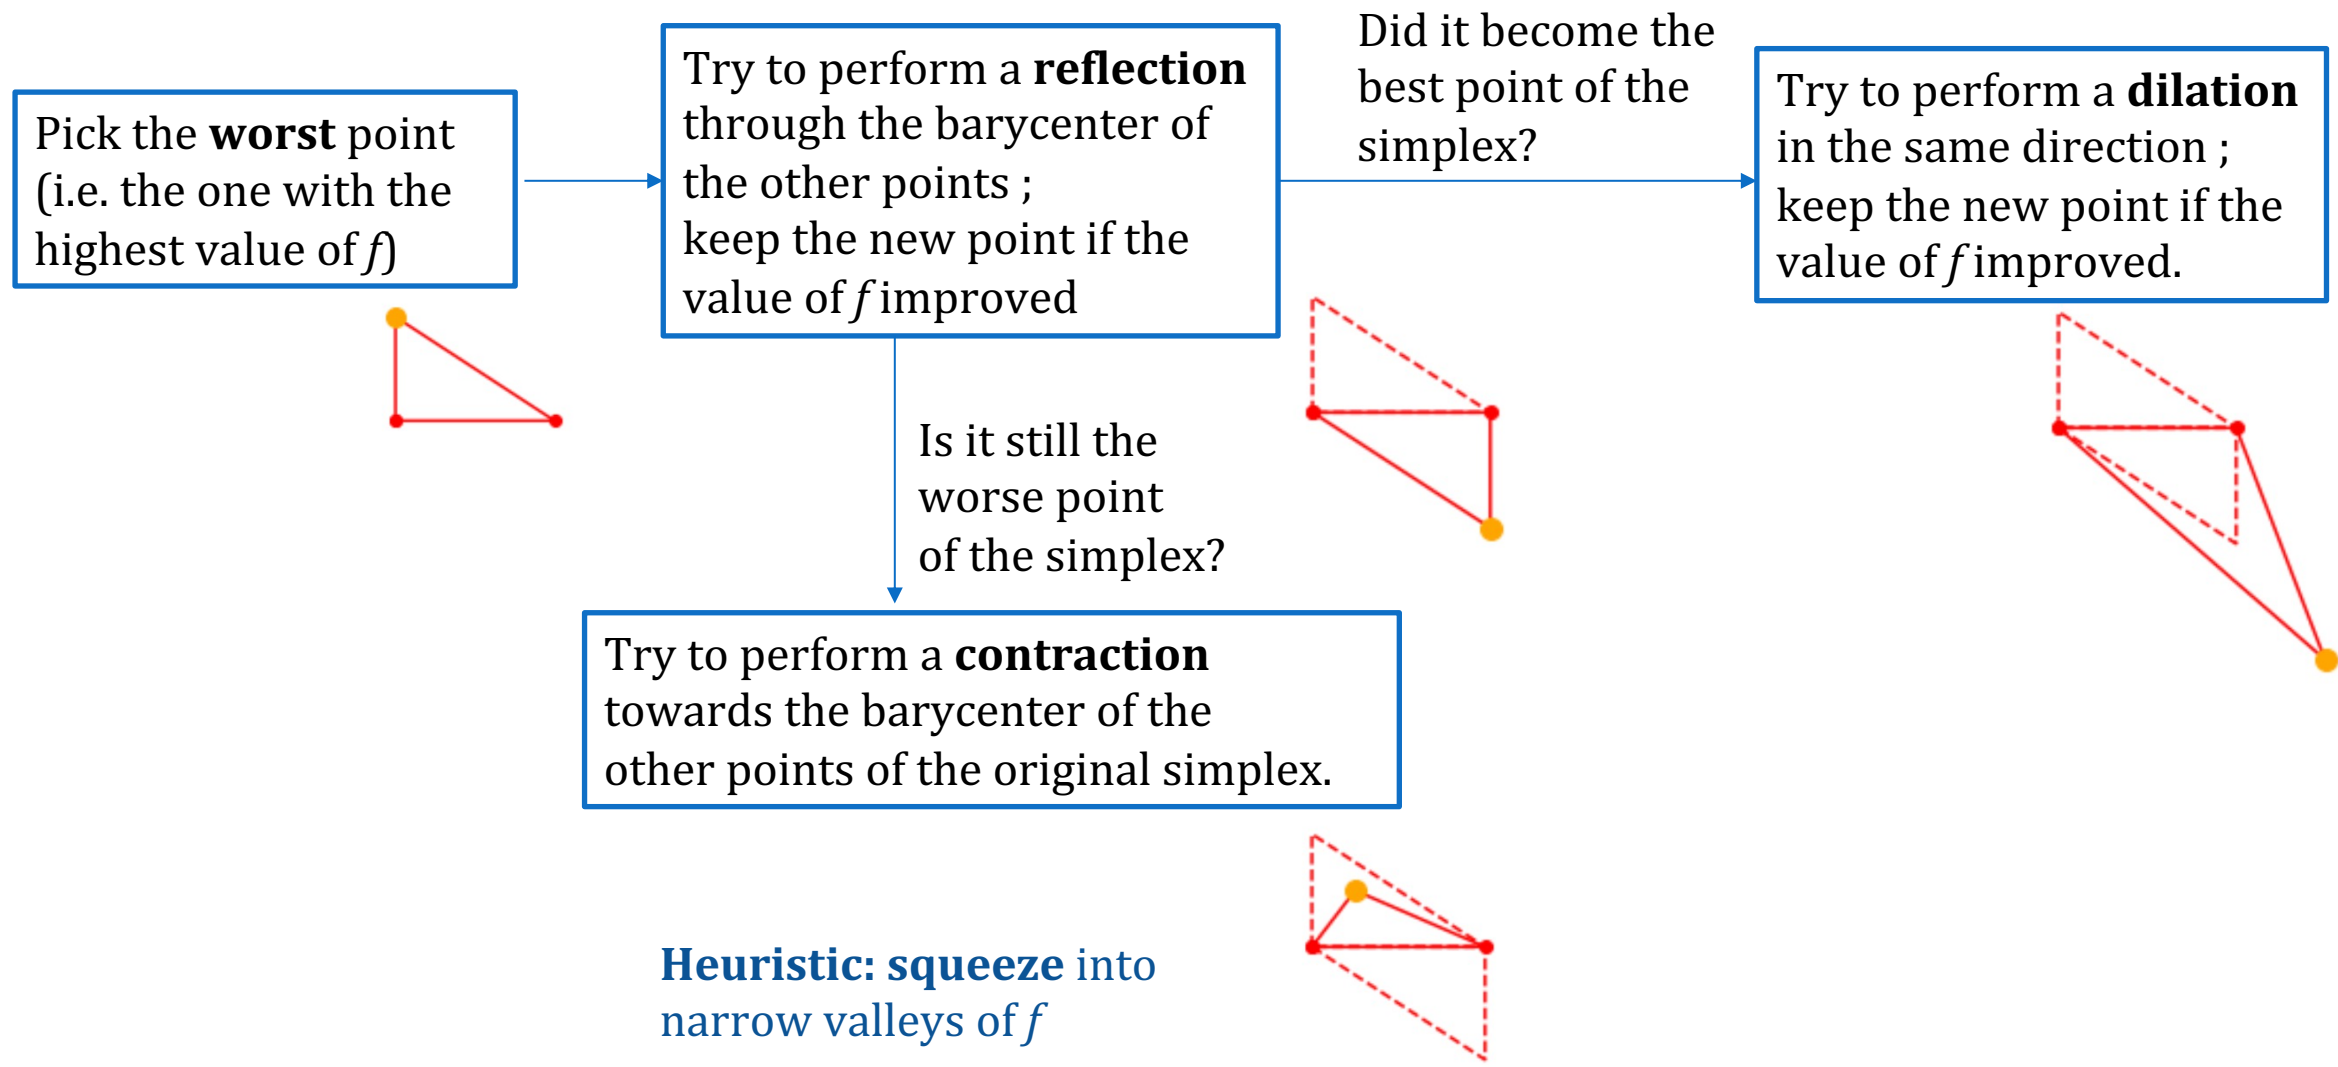 Pick the worst point
(i.e. the one with the
highest value of f)
Try to perform a reflection
through the barycenter of
the other points ;
keep the new point if the
value of f improved
Did it become the
best point of the
simplex?
Try to perform a dilation
in the same direction ;
keep the new point if the
value of f improved.
Is it still the
worse point
of the simplex?
Try to perform a contraction
towards the barycenter of the
other points of the original simplex.
Heuristic: squeeze into
narrow valleys of f